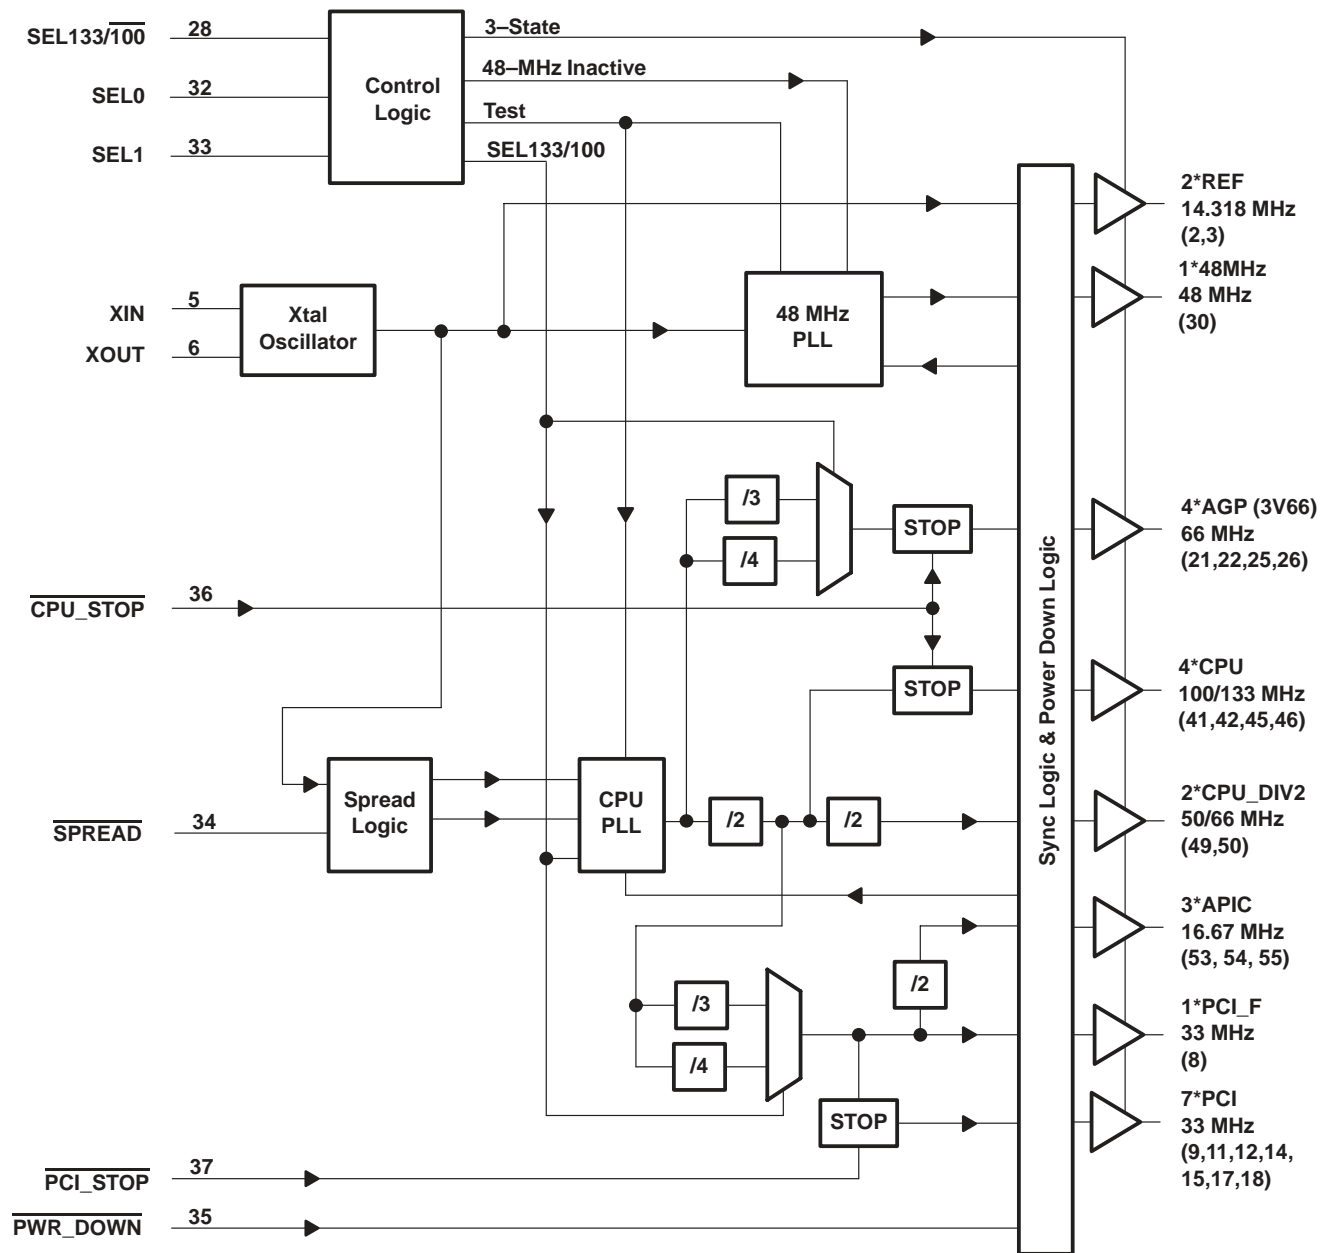 SEL133/100 28
SEL0 32
SEL1 33
Control
Logic
3–State
48–MHz Inactive
Test
SEL133/100
XIN 5
XOUT 6
Xtal
Oscillator
48 MHz
PLL
2*REF
14.318 MHz
(2,3)
1*48MHz
48 MHz
(30)
/3
/4
STOP
4*AGP (3V66)
66 MHz
(21,22,25,26)
CPU_STOP 36
STOP
4*CPU
100/133 MHz
(41,42,45,46)
Sync Logic & Power Down Logic
SPREAD 34
Spread
Logic
CPU
PLL
/2
/2
2*CPU_DIV2
50/66 MHz
(49,50)
3*APIC
16.67 MHz
(53, 54, 55)
/2
/3
/4
1*PCI_F
33 MHz
(8)
STOP
7*PCI
33 MHz
(9,11,12,14,
15,17,18)
PCI_STOP 37
PWR_DOWN 35